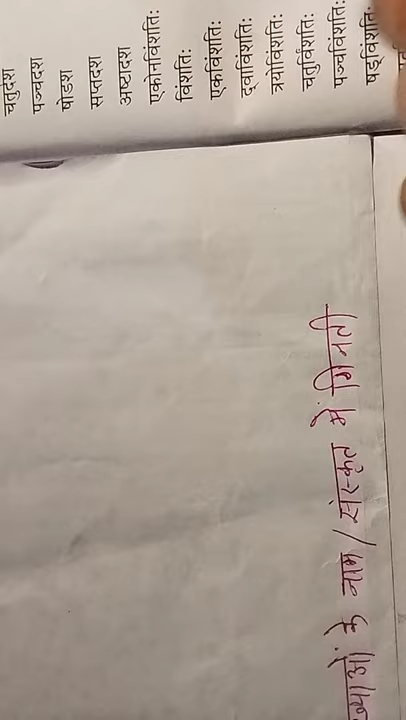 चतुर्दश
पञ्चदश
षोडश
सप्तदश
अष्टादश
एकोनविंशतिः
विंशतिः
एकविंशतिः
द्वाविंशतिः
त्रयोविंशतिः
चतुर्विंशतिः
पञ्चविंशतिः
षड्विंशतिः
के नाम / संस्कृत में गिनती